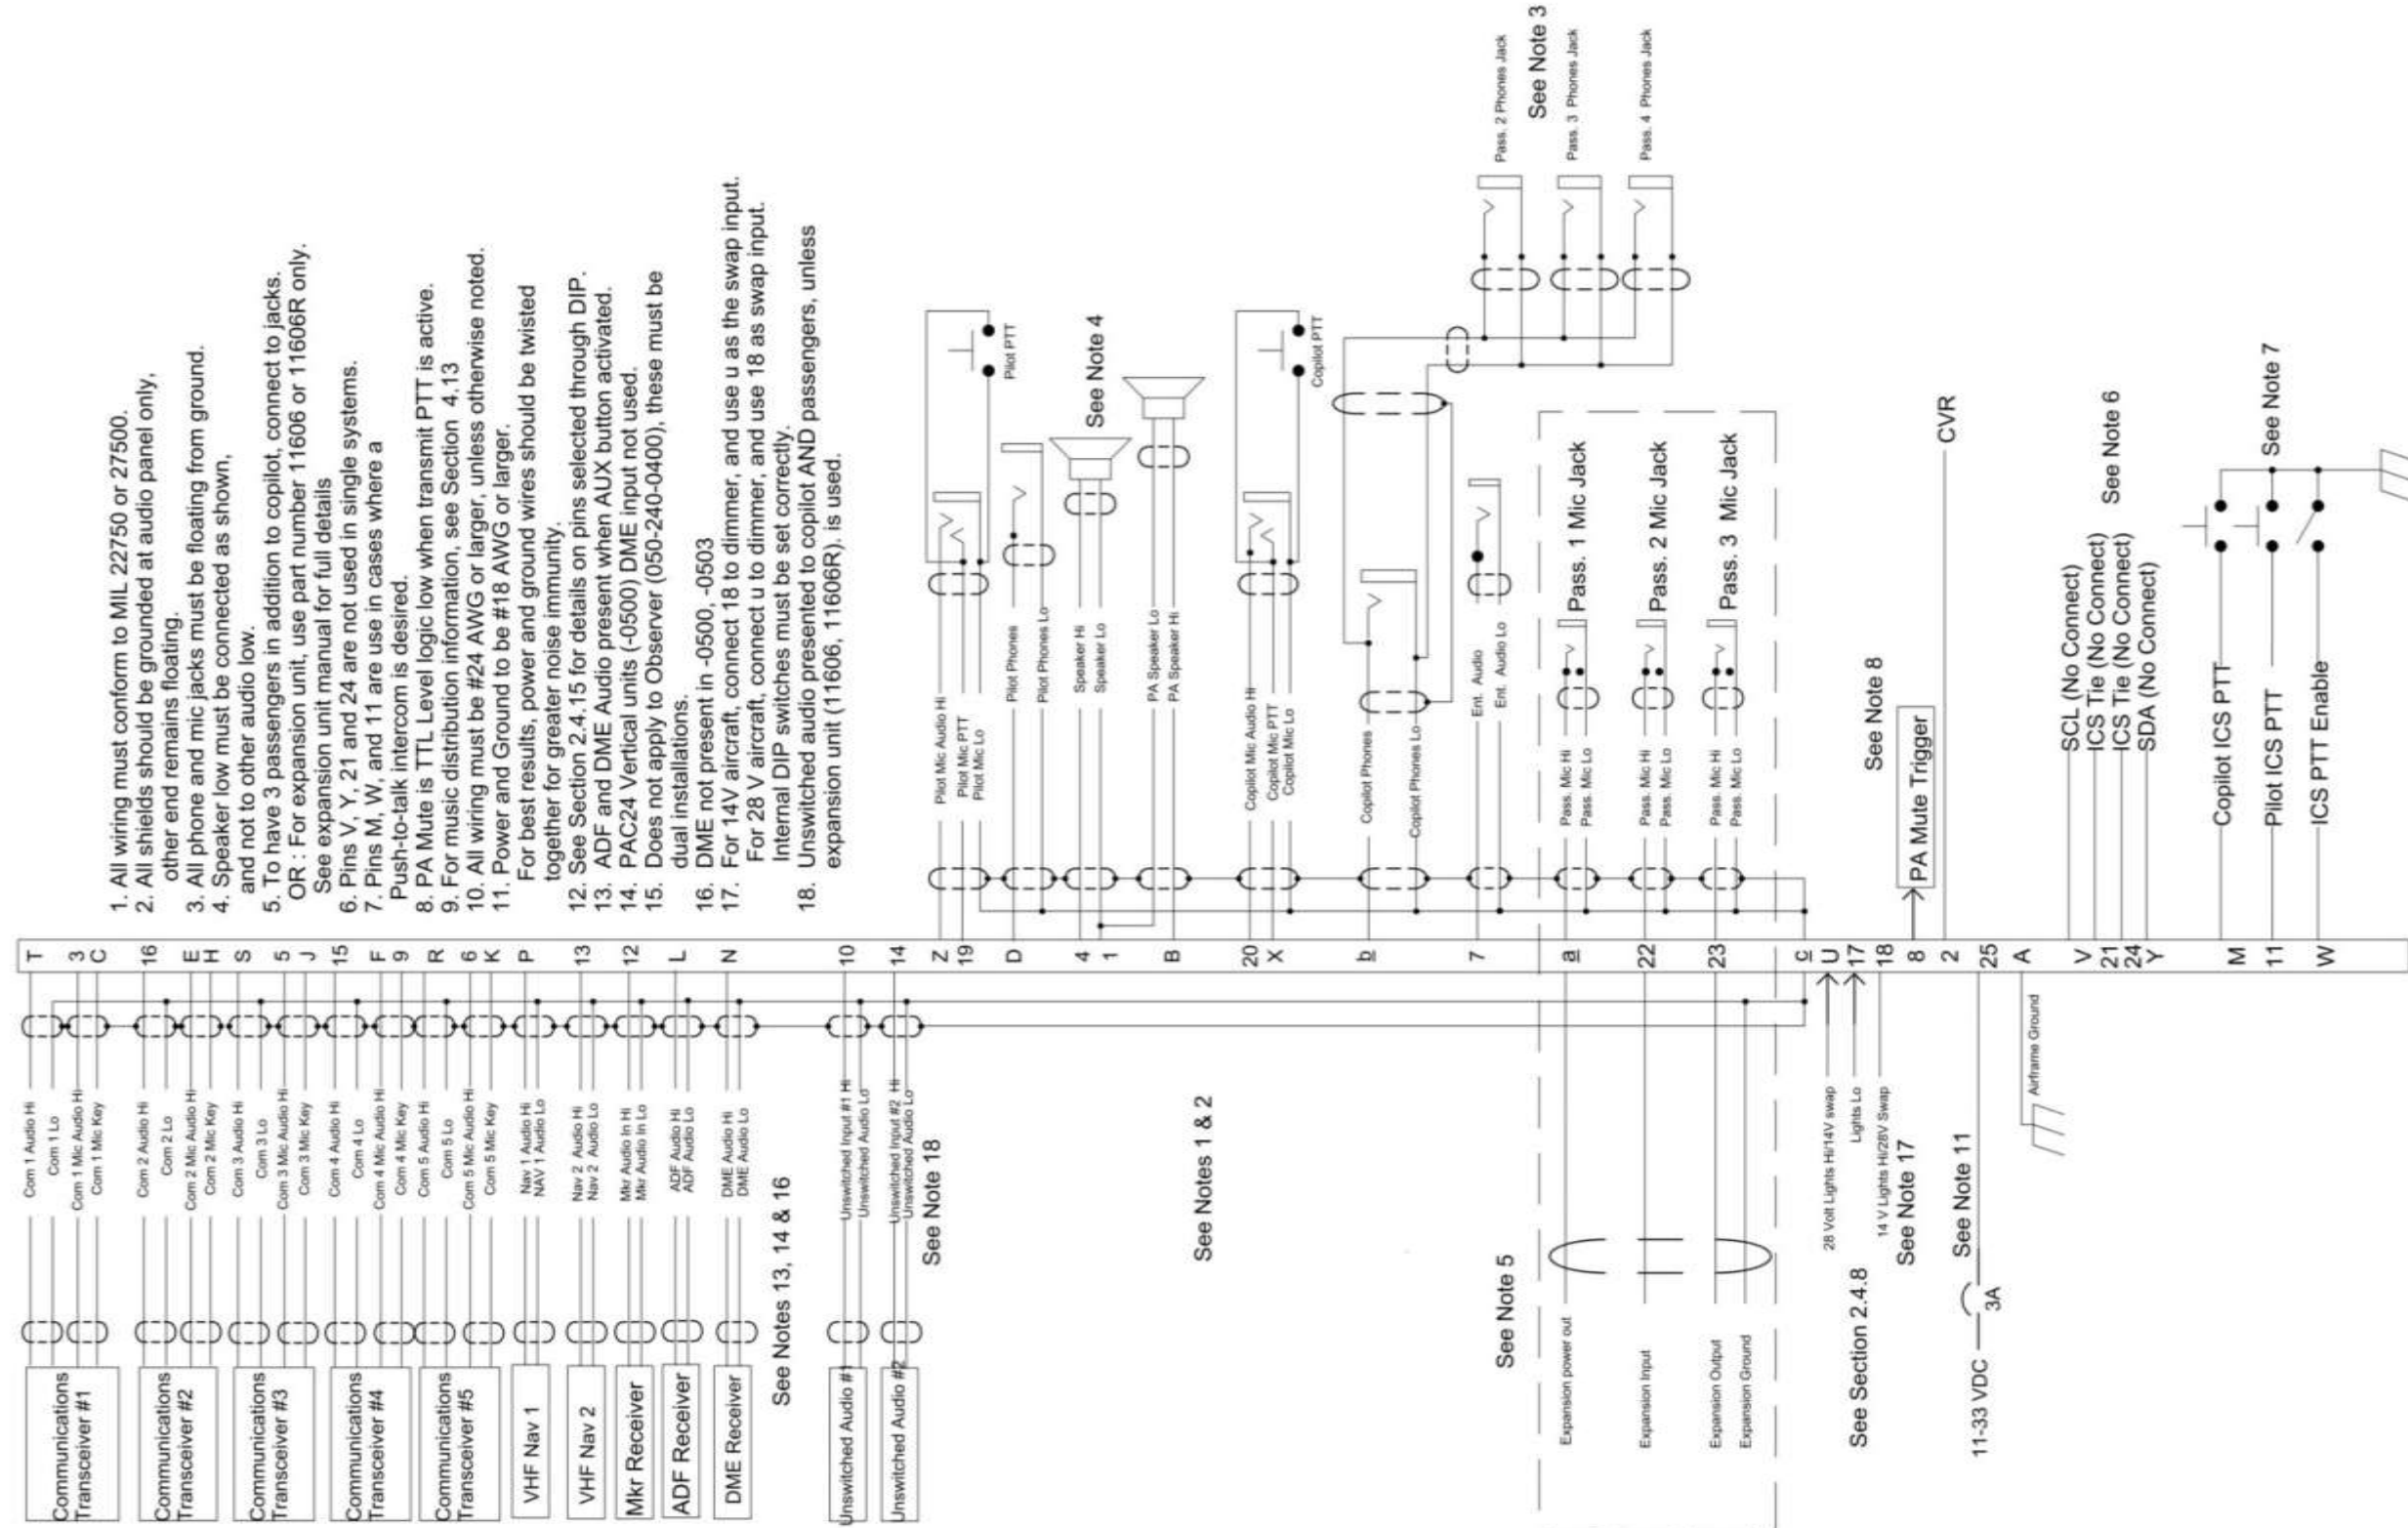 1. All wiring must conform to MIL 22750 or 27500.
2. All shields should be grounded at audio panel only,
other end remains floating.
3. All phone and mic jacks must be floating from ground.
4. Speaker low must be connected as shown,
and not to other audio low.
5. To have 3 passengers in addition to copilot, connect to jacks.
OR : For expansion unit, use part number 11606 or 11606R only.
See expansion unit manual for full details
6. Pins V, Y, 21 and 24 are not used in single systems.
7. Pins M, W, and 11 are use in cases where a
Push-to-talk intercom is desired.
8. PA Mute is TTL Level logic low when transmit PTT is active.
9. For music distribution information, see Section 4.13
10. All wiring must be #24 AWG or larger, unless otherwise noted.
11. Power and Ground to be #18 AWG or larger.
For best results, power and ground wires should be twisted
together for greater noise immunity.
12. See Section 2.4.15 for details on pins selected through DIP.
13. ADF and DME Audio present when AUX button activated.
14. PAC24 Vertical units (-0500) DME input not used.
15. Does not apply to Observer (050-240-0400), these must be
dual installations.
16. DME not present in -0500, -0503
17. For 14V aircraft, connect 18 to dimmer, and use u as the swap input.
For 28 V aircraft, connect u to dimmer, and use 18 as swap input.
Internal DIP switches must be set correctly.
18. Unswitched audio presented to copilot AND passengers, unless
expansion unit (11606, 11606R), is used.
Communications
Transceiver #1
Com 1 Audio Hi
Com 1 Lo
Com 1 Mic Audio Hi
Com 1 Mic Key
T
3
C
Communications
Transceiver #2
Com 2 Audio Hi
Com 2 Lo
Com 2 Mic Audio Hi
Com 2 Mic Key
16
E
H
Communications
Transceiver #3
Com 3 Audio Hi
Com 3 Lo
Com 3 Mic Audio Hi
Com 3 Mic Key
S
5
J
Communications
Transceiver #4
Com 4 Audio Hi
Com 4 Lo
Com 4 Mic Audio Hi
Com 4 Mic Key
15
F
9
Communications
Transceiver #5
Com 5 Audio Hi
Com 5 Lo
Com 5 Mic Audio Hi
Com 5 Mic Key
R
6
K
VHF Nav 1
Nav 1 Audio Hi
NAV 1 Audio Lo
P
VHF Nav 2
Nav 2 Audio Hi
Nav 2 Audio Lo
13
Mkr Receiver
Mkr Audio In Hi
Mkr Audio In Lo
12
ADF Receiver
ADF Audio Hi
ADF Audio Lo
L
DME Receiver
DME Audio Hi
DME Audio Lo
N
See Notes 13, 14 & 16
Unswitched Audio #1
Unswitched Input #1 Hi
Unswitched Audio Lo
10
Unswitched Audio #2
Unswitched Input #2 Hi
Unswitched Audio Lo
14
See Note 18
Z
19
Pilot Mic Audio Hi
Pilot Mic PTT
Pilot Mic Lo
Pilot PTT
D
Pilot Phones
Pilot Phones Lo
4
1
Speaker Hi
Speaker Lo
See Note 4
B
PA Speaker Lo
PA Speaker Hi
See Notes 1 & 2
20
X
Copilot Mic Audio Hi
Copilot Mic PTT
Copilot Mic Lo
Copilot PTT
b
Copilot Phones
Copilot Phones Lo
Pass. 2 Phones Jack
See Note 3
Pass. 3 Phones Jack
Pass. 4 Phones Jack
7
Ent. Audio
Ent. Audio Lo
See Note 5
Expansion power out
a
Pass. Mic Hi
Pass. Mic Lo
Pass. 1 Mic Jack
Expansion Input
22
Pass. Mic Hi
Pass. Mic Lo
Pass. 2 Mic Jack
Expansion Output
Expansion Ground
23
Pass. Mic Hi
Pass. Mic Lo
Pass. 3 Mic Jack
c
28 Volt Lights Hi/14V swap
U
See Section 2.4.8
Lights Lo
17
14 V Lights Hi/28V Swap
18
See Note 17
See Note 8
8
PA Mute Trigger
2
CVR
See Note 11
11-33 VDC
3A
25
A
Airframe Ground
V
SCL (No Connect)
21
ICS Tie (No Connect)
24
ICS Tie (No Connect)
Y
SDA (No Connect)
See Note 6
M
Copilot ICS PTT
11
Pilot ICS PTT
See Note 7
W
ICS PTT Enable